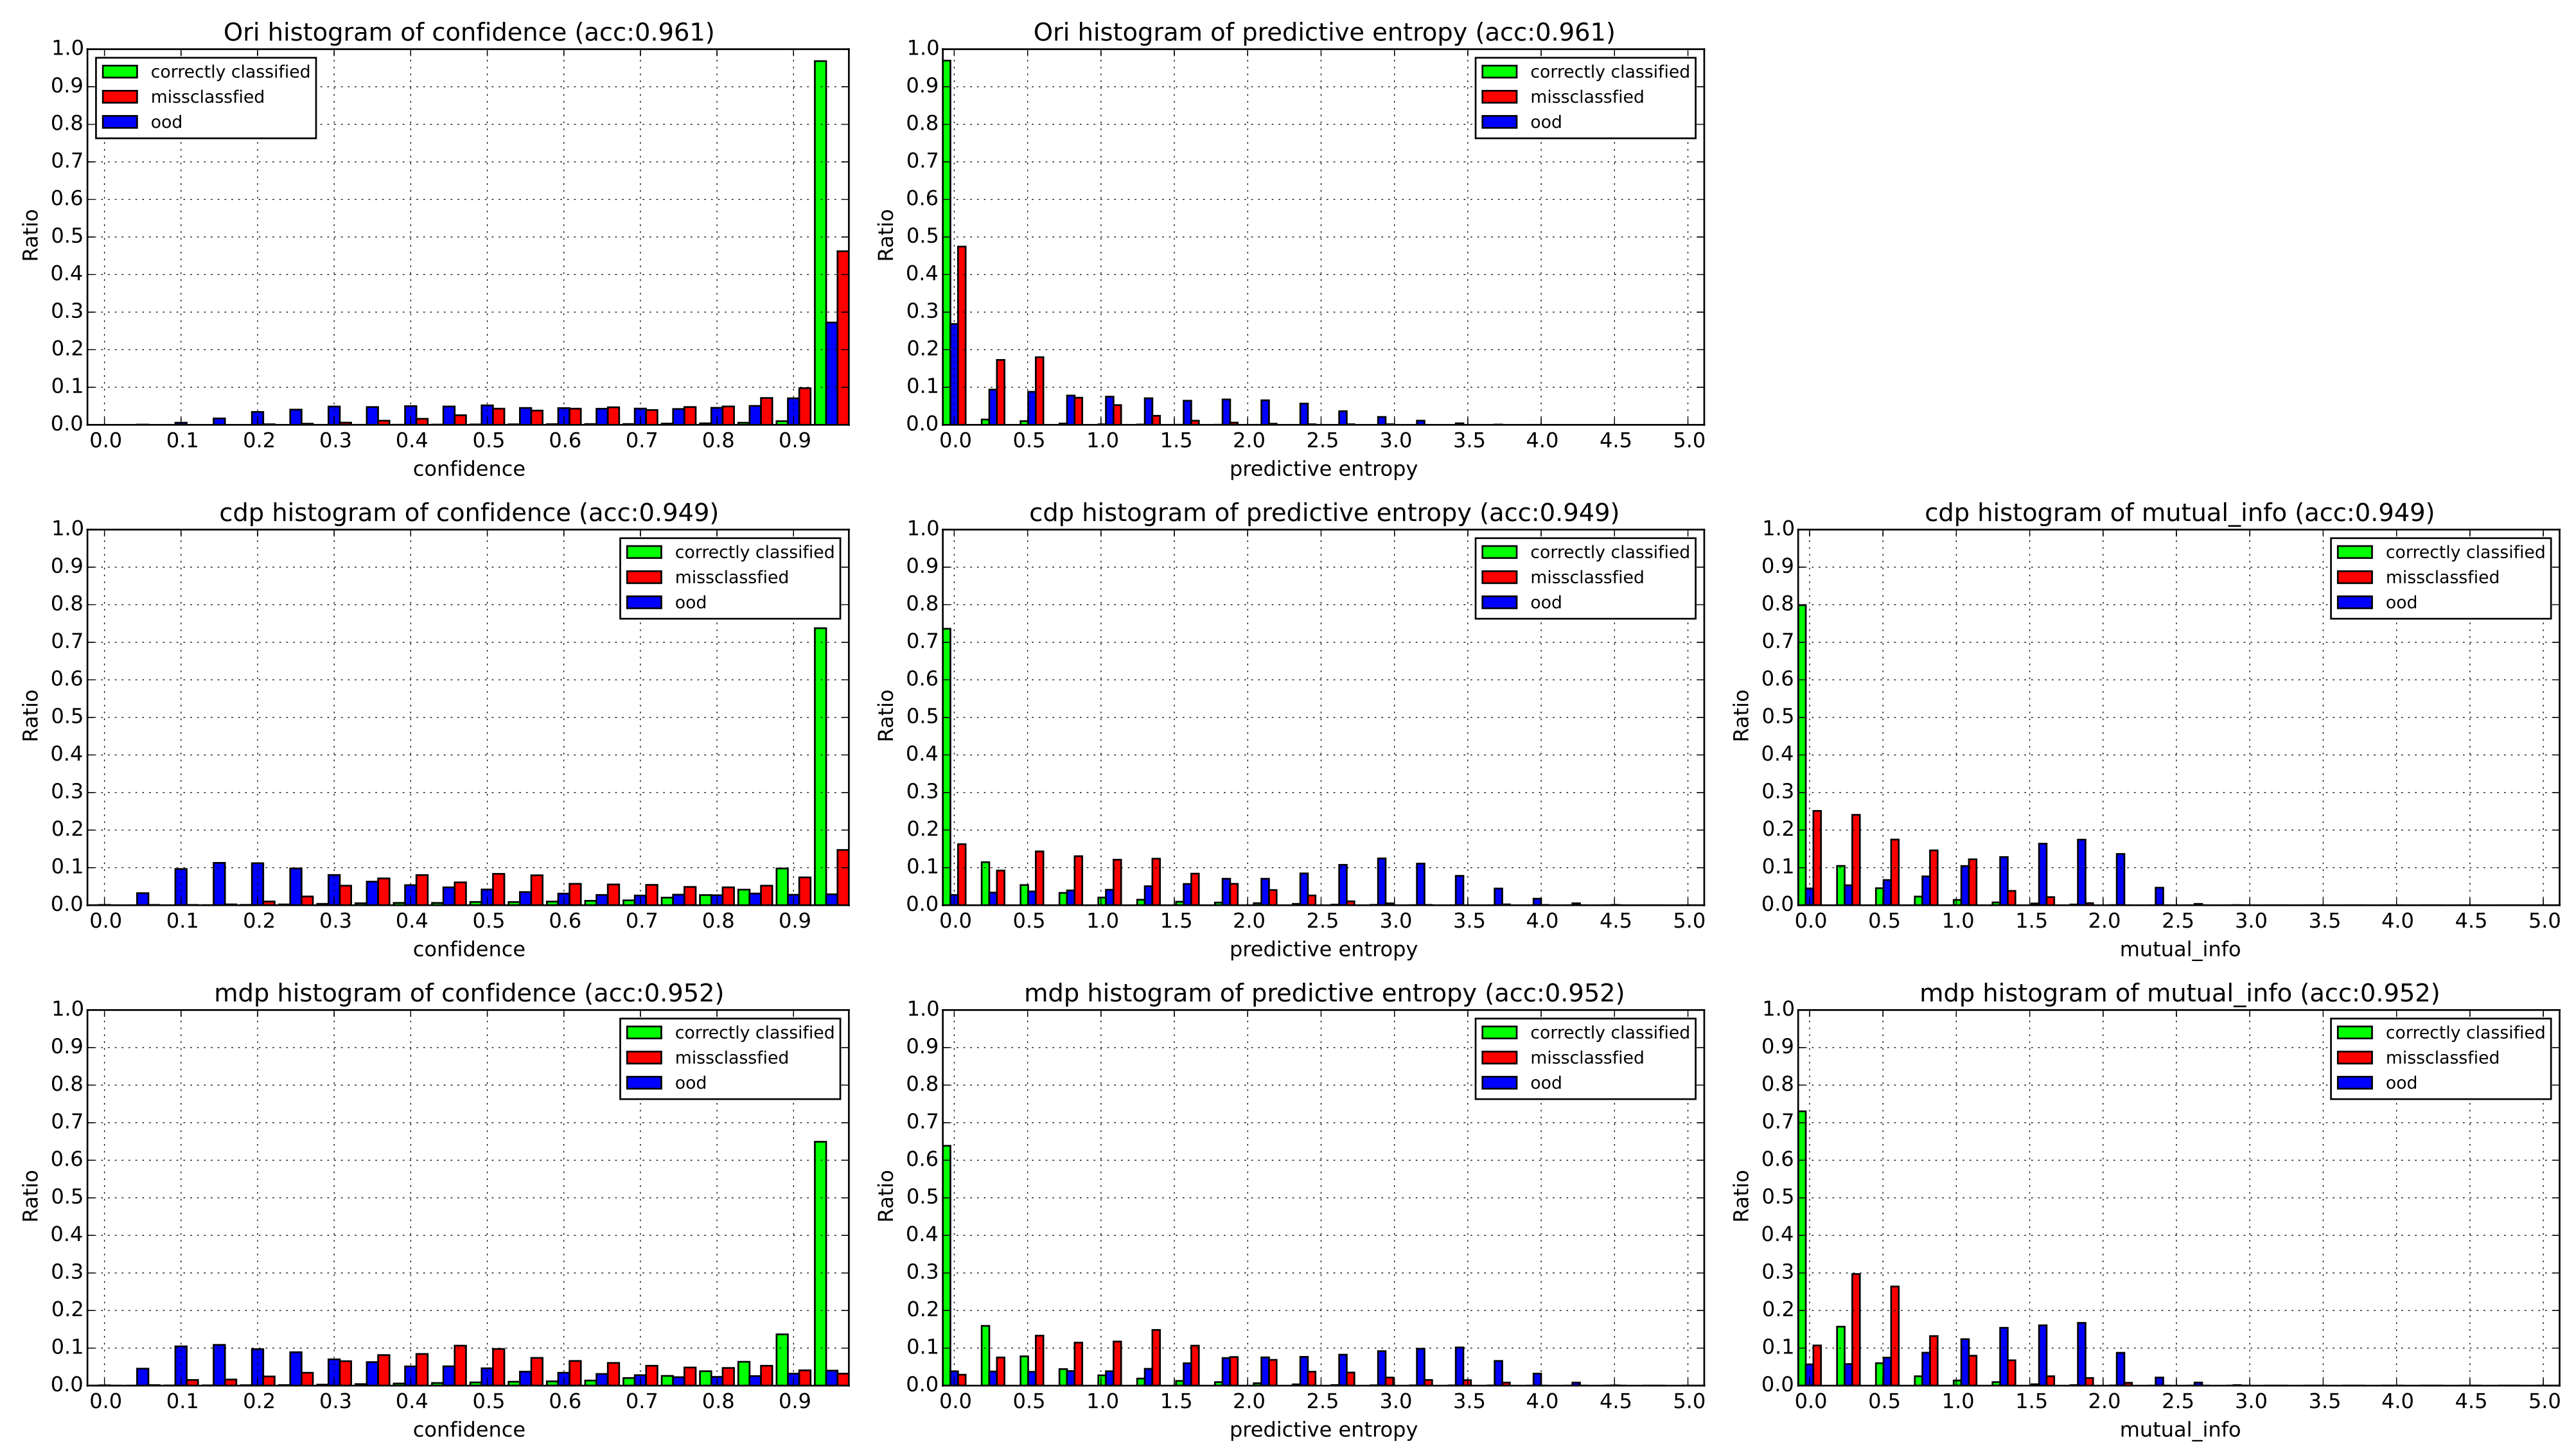 Ori histogram of confidence (acc:0.961)
1.0
0.9
0.8
0.7
0.6
0.5
0.4
0.3
0.2
0.1
0.0
Ratio
correctly classified
missclassfied
ood
0.0 0.1 0.2 0.3 0.4 0.5 0.6 0.7 0.8 0.9
confidence
Ori histogram of predictive entropy (acc:0.961)
1.0
0.9
0.8
0.7
0.6
0.5
0.4
0.3
0.2
0.1
0.0
Ratio
correctly classified
missclassfied
ood
0.0 0.5 1.0 1.5 2.0 2.5 3.0 3.5 4.0 4.5 5.0
predictive entropy
cdp histogram of confidence (acc:0.949)
1.0
0.9
0.8
0.7
0.6
0.5
0.4
0.3
0.2
0.1
0.0
Ratio
correctly classified
missclassfied
ood
0.0 0.1 0.2 0.3 0.4 0.5 0.6 0.7 0.8 0.9
confidence
cdp histogram of predictive entropy (acc:0.949)
1.0
0.9
0.8
0.7
0.6
0.5
0.4
0.3
0.2
0.1
0.0
Ratio
correctly classified
missclassfied
ood
0.0 0.5 1.0 1.5 2.0 2.5 3.0 3.5 4.0 4.5 5.0
predictive entropy
cdp histogram of mutual_info (acc:0.949)
1.0
0.9
0.8
0.7
0.6
0.5
0.4
0.3
0.2
0.1
0.0
Ratio
correctly classified
missclassfied
ood
0.0 0.5 1.0 1.5 2.0 2.5 3.0 3.5 4.0 4.5 5.0
mutual_info
mdp histogram of confidence (acc:0.952)
1.0
0.9
0.8
0.7
0.6
0.5
0.4
0.3
0.2
0.1
0.0
Ratio
correctly classified
missclassfied
ood
0.0 0.1 0.2 0.3 0.4 0.5 0.6 0.7 0.8 0.9
confidence
mdp histogram of predictive entropy (acc:0.952)
1.0
0.9
0.8
0.7
0.6
0.5
0.4
0.3
0.2
0.1
0.0
Ratio
correctly classified
missclassfied
ood
0.0 0.5 1.0 1.5 2.0 2.5 3.0 3.5 4.0 4.5 5.0
predictive entropy
mdp histogram of mutual_info (acc:0.952)
1.0
0.9
0.8
0.7
0.6
0.5
0.4
0.3
0.2
0.1
0.0
Ratio
correctly classified
missclassfied
ood
0.0 0.5 1.0 1.5 2.0 2.5 3.0 3.5 4.0 4.5 5.0
mutual_info